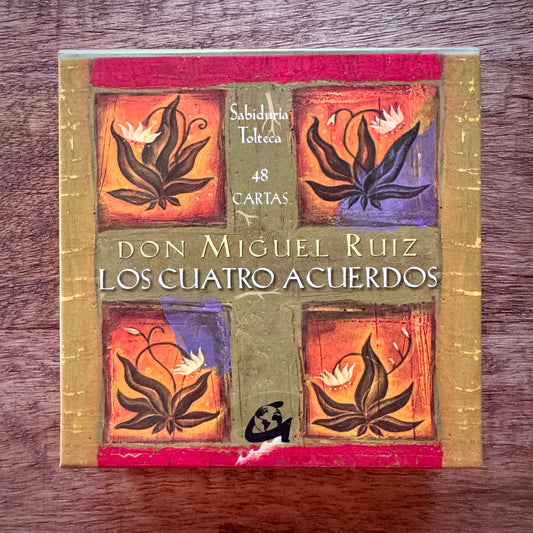 Sabiduría
Tolteca
48
CARTAS
DON MIGUEL RUIZ
LOS CUATRO ACUERDOS